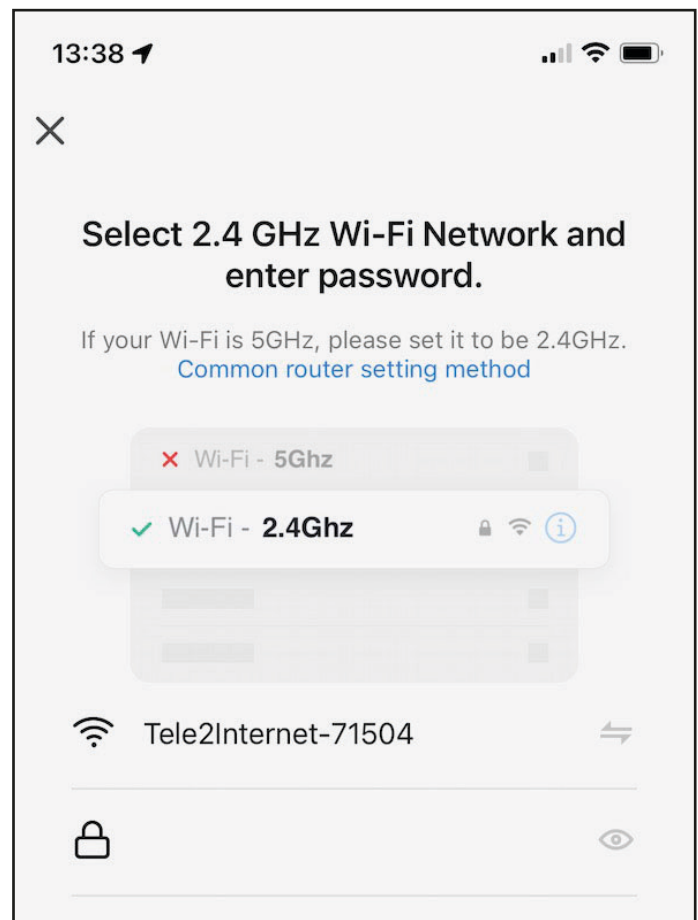 13:38
Select 2.4 GHz Wi-Fi Network and
enter password.
If your Wi-Fi is 5GHz, please set it to be 2.4GHz.
Common router setting method
Wi-Fi - 5Ghz
Wi-Fi - 2.4Ghz
Tele2Internet-71504